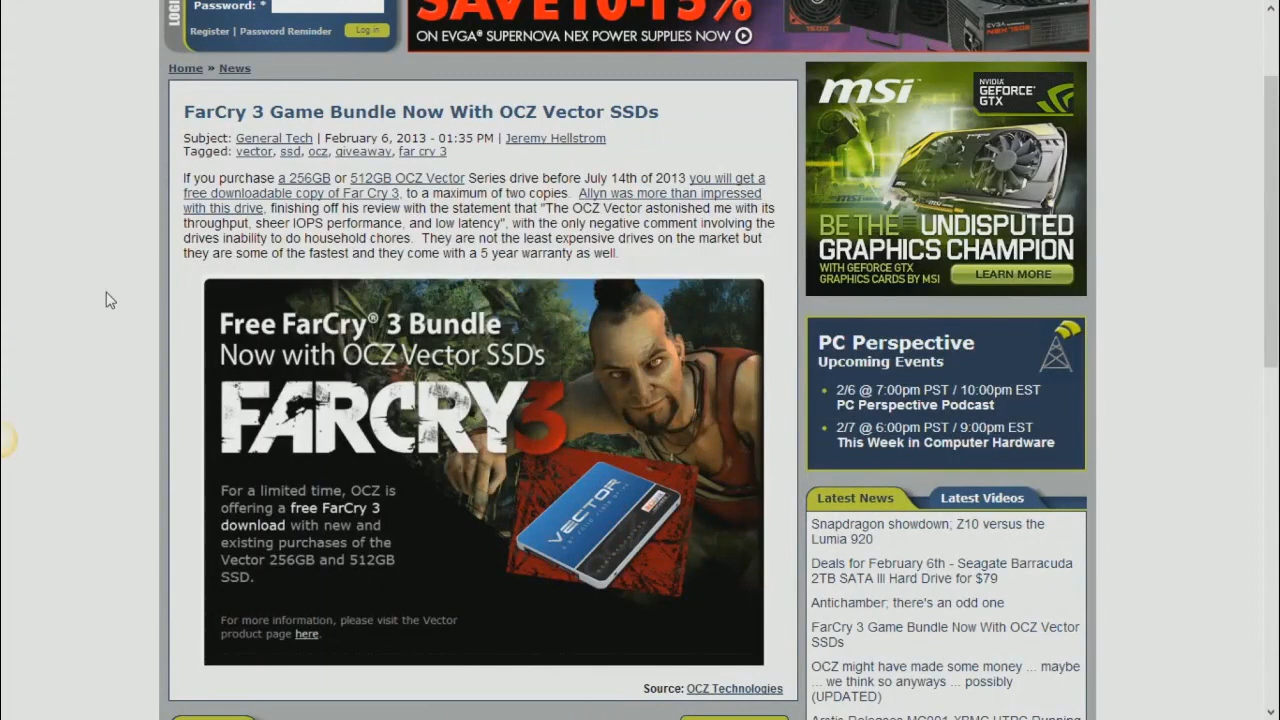 LOGI
Password: *
Register | Password Reminder
Log in
SAVE 10-15%
ON EVGA® SUPERNOVA NEX POWER SUPPLIES NOW
Home » News
FarCry 3 Game Bundle Now With OCZ Vector SSDs
Subject: General Tech | February 6, 2013 - 01:35 PM | Jeremy Hellstrom
Tagged: vector, ssd, ocz, giveaway, far cry 3
If you purchase a 256GB or 512GB OCZ Vector Series drive before July 14th of 2013 you will get a
free downloadable copy of Far Cry 3, to a maximum of two copies. Allyn was more than impressed
with this drive, finishing off his review with the statement that "The OCZ Vector astonished me with its
throughput, sheer IOPS performance, and low latency", with the only negative comment involving the
drives inability to do household chores. They are not the least expensive drives on the market but
they are some of the fastest and they come with a 5 year warranty as well.
Free FarCry® 3 Bundle
Now with OCZ Vector SSDs
FARCRY3
For a limited time, OCZ is
offering a free FarCry 3
download with new and
existing purchases of the
Vector 256GB and 512GB
SSD.
VECTOR
For more information, please visit the Vector
product page here.
Source: OCZ Technologies
msi
NVIDIA
GEFORCE
GTX
BE THE UNDISPUTED
GRAPHICS CHAMPION
WITH GEFORCE GTX
GRAPHICS CARDS BY MSI
LEARN MORE
PC Perspective
Upcoming Events
2/6 @ 7:00pm PST / 10:00pm EST
PC Perspective Podcast
2/7 @ 6:00pm PST / 9:00pm EST
This Week in Computer Hardware
Latest News
Latest Videos
Snapdragon showdown; Z10 versus the
Lumia 920
Deals for February 6th - Seagate Barracuda
2TB SATA III Hard Drive for $79
Antichamber; there's an odd one
FarCry 3 Game Bundle Now With OCZ Vector
SSDs
OCZ might have made some money ... maybe
... we think so anyways ... possibly
(UPDATED)
Arctic Releases MC001-XBMC HTPC Running